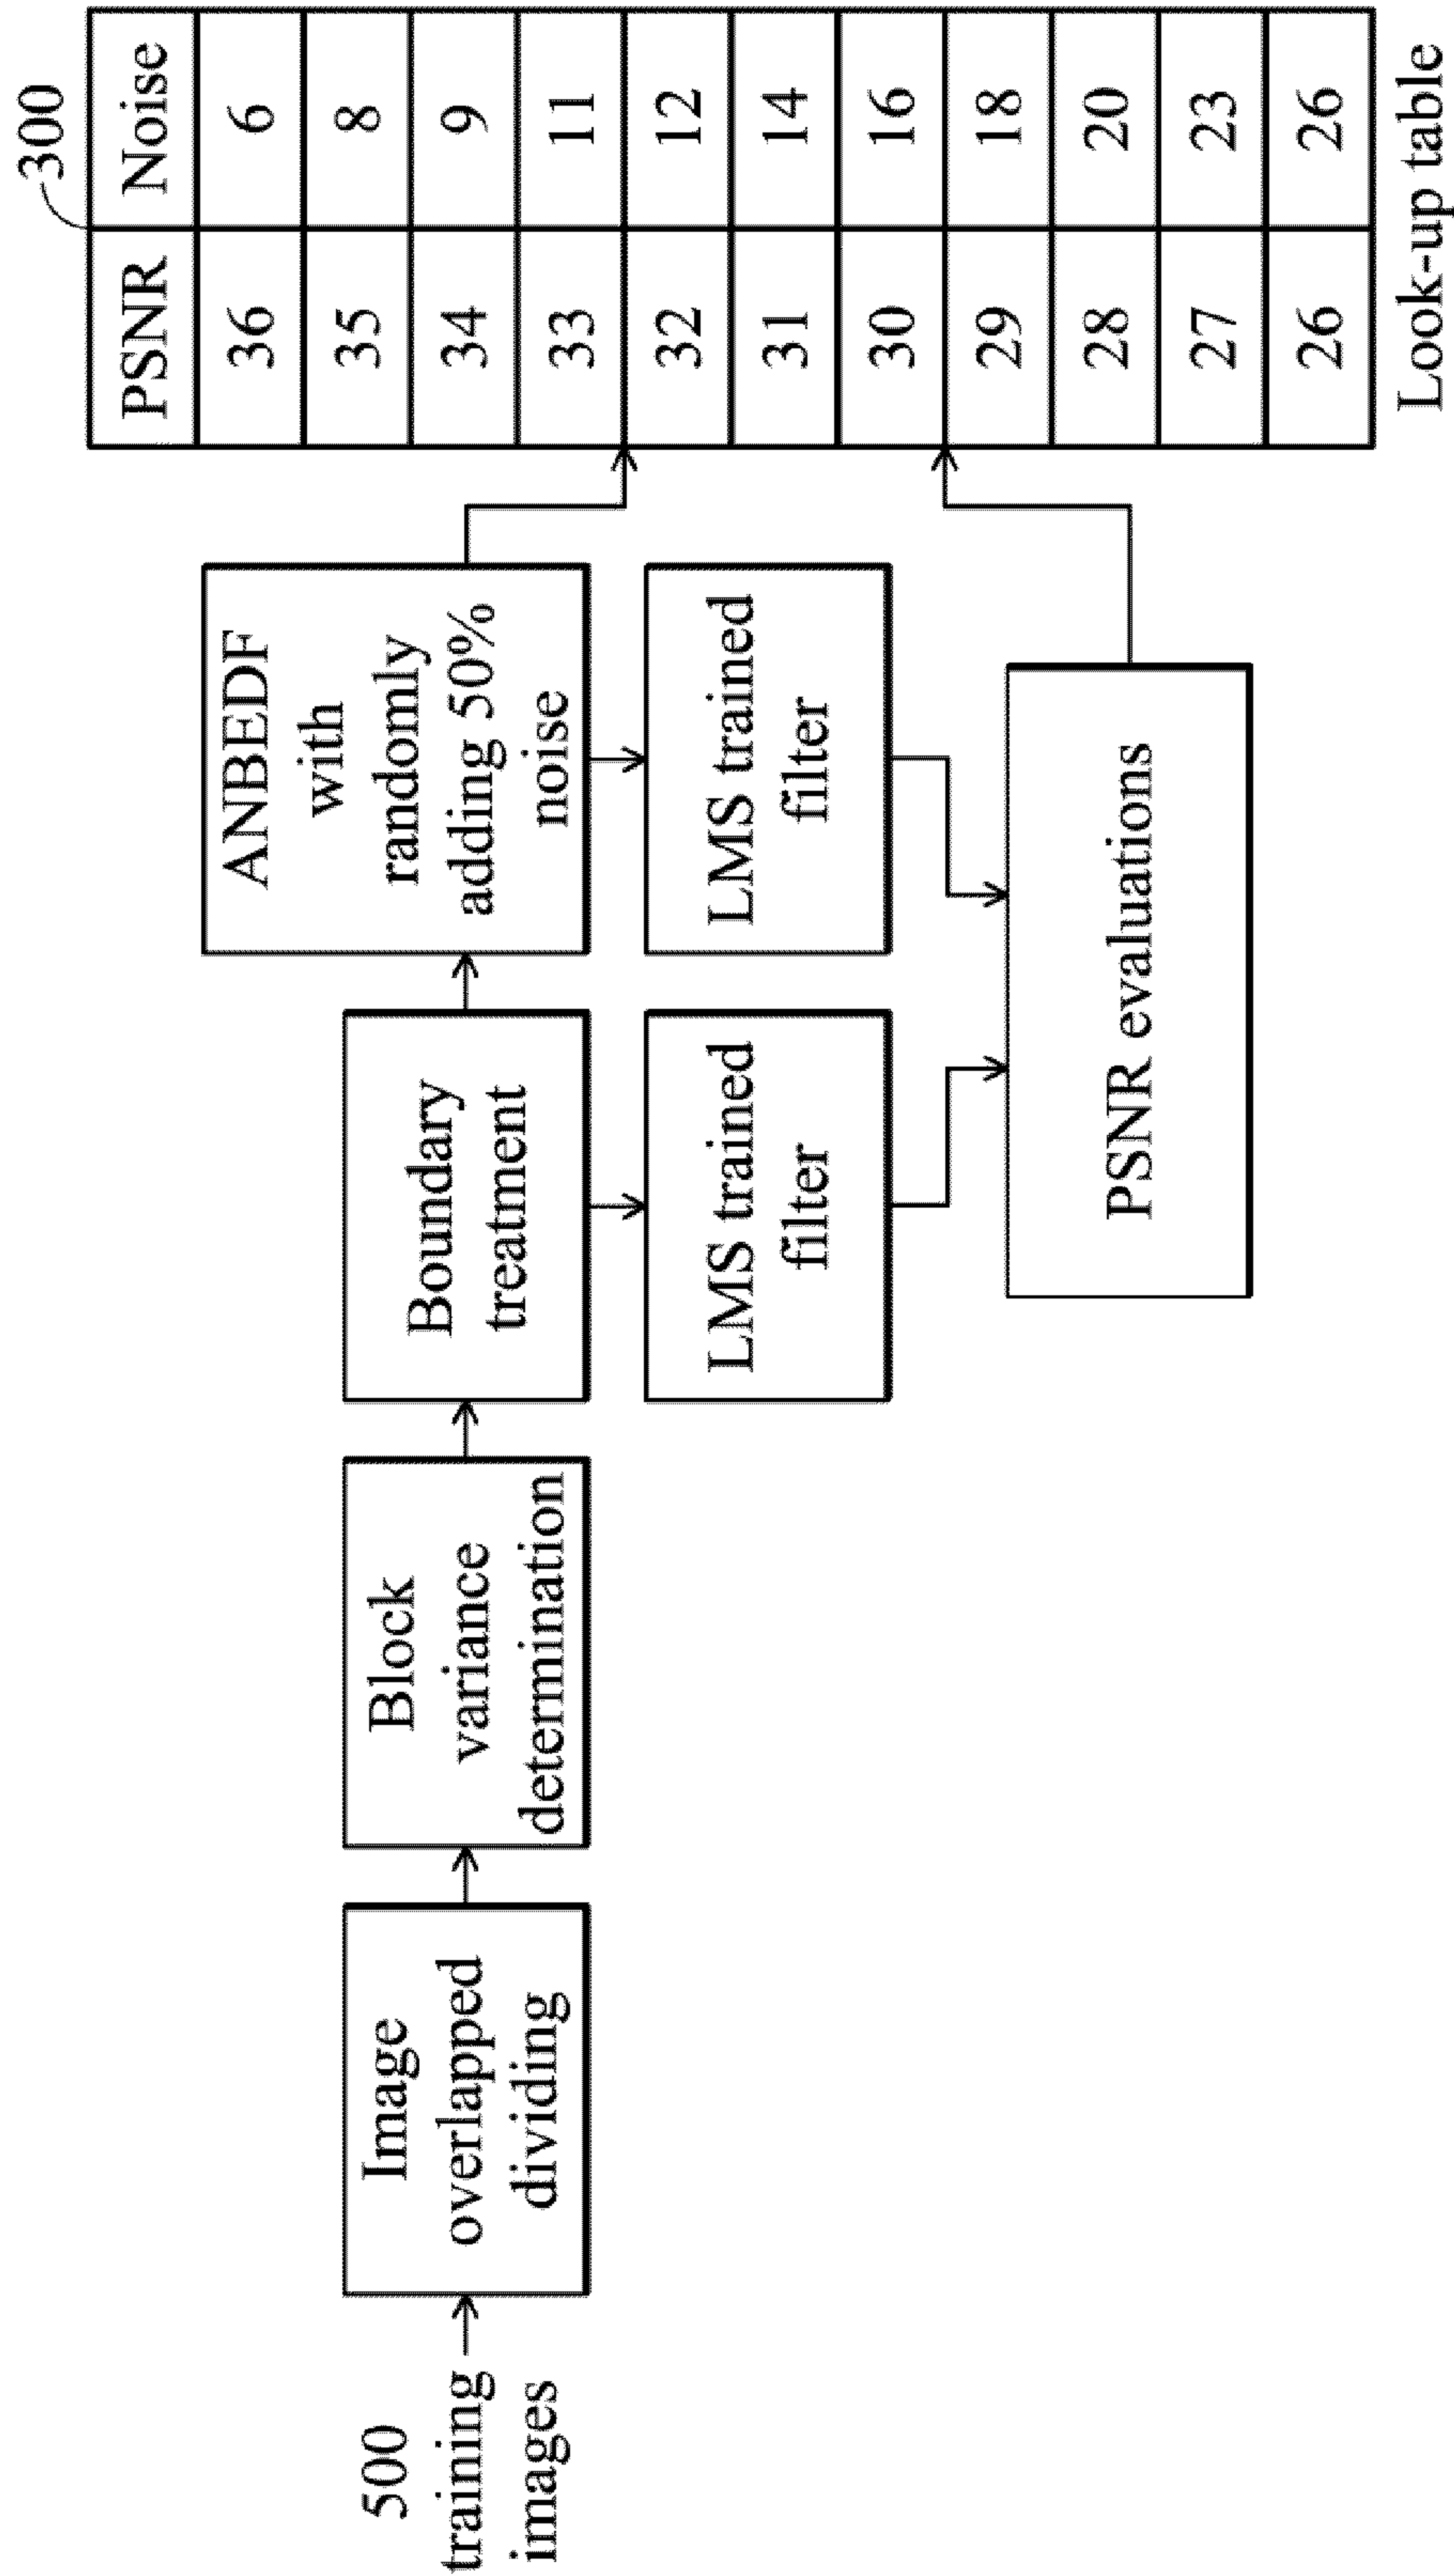 500
training
images
Image
overlapped
dividing
Block
variance
determination
Boundary
treatment
ANBEDF
with
randomly
adding 50%
noise
LMS trained
filter
LMS trained
filter
PSNR evaluations
300
PSNR Noise
36 6
35 8
34 9
33 11
32 12
31 14
30 16
29 18
28 20
27 23
26 26
Look-up table